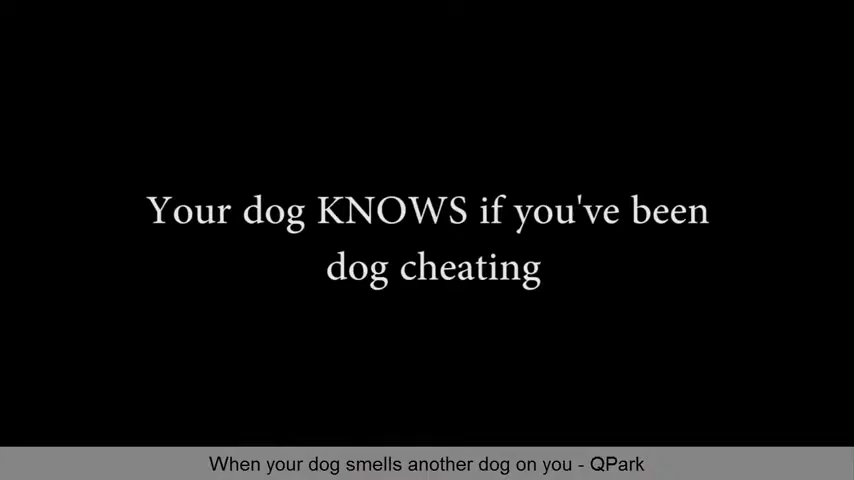 Your dog KNOWS if you've been
dog cheating
When your dog smells another dog on you - QPark